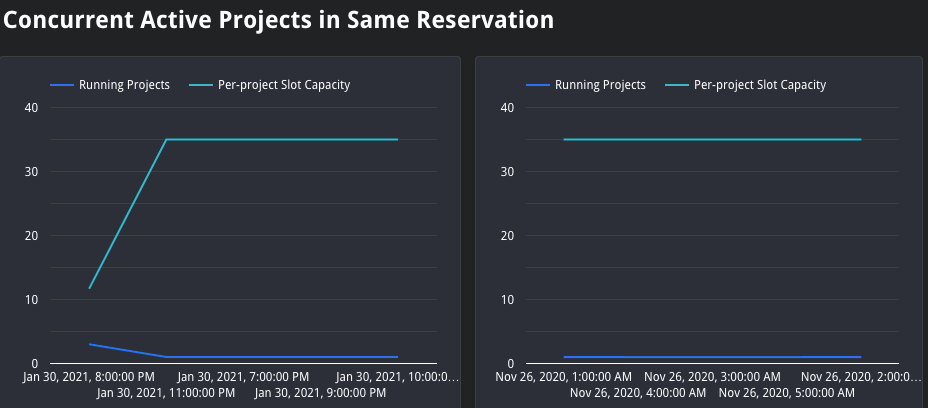 Concurrent Active Projects in Same Reservation
Running Projects Per-project Slot Capacity
40
30
20
10
0
Jan 30, 2021, 8:00:00 PM Jan 30, 2021, 7:00:00 PM Jan 30, 2021, 10:00:0...
Jan 30, 2021, 11:00:00 PM Jan 30, 2021, 9:00:00 PM
Running Projects Per-project Slot Capacity
40
30
20
10
0
Nov 26, 2020, 1:00:00 AM Nov 26, 2020, 3:00:00 AM Nov 26, 2020, 2:00:0...
Nov 26, 2020, 4:00:00 AM Nov 26, 2020, 5:00:00 AM